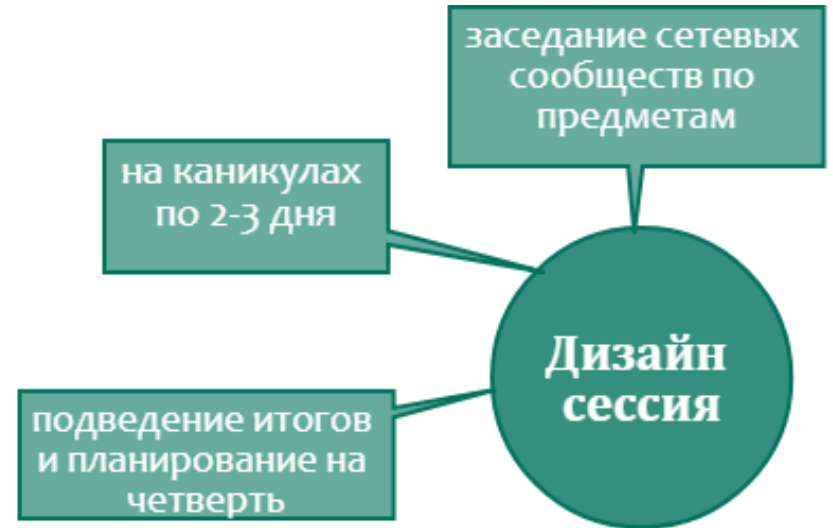 заседание сетевых
сообществ по
предметам
на каникулах
по 2-3 дня
Дизайн
сессия
подведение итогов
и планирование на
четверть